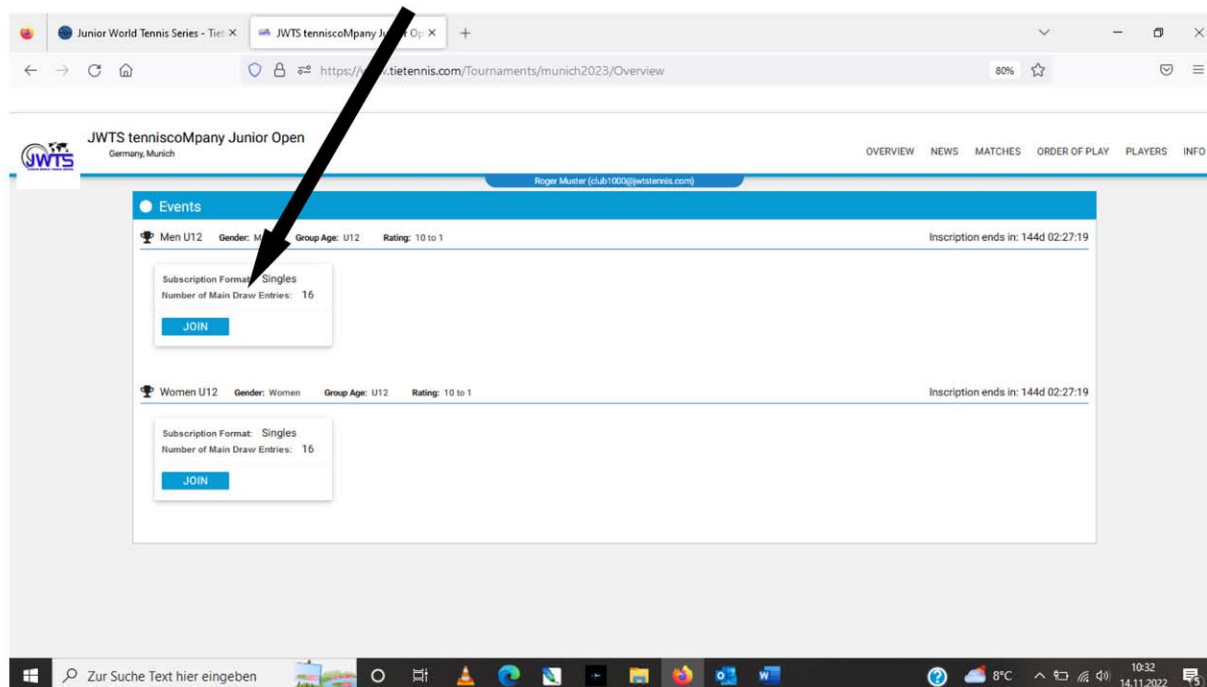 Junior World Tennis Series - Tiet
JWTS tenniscoMpany Ju Op
https:// .tietennis.com/Tournaments/munich2023/Overview
80%
JWTS
JWTS tenniscoMpany Junior Open
Germany, Munich
OVERVIEW NEWS MATCHES ORDER OF PLAY PLAYERS INFO
Roger Muster (club1000@jwtstennis.com)
Events
Men U12 Gender: M Group Age: U12 Rating: 10 to 1 Inscription ends in: 144d 02:27:19
Subscription Format: Singles
Number of Main Draw Entries: 16
JOIN
Women U12 Gender: Women Group Age: U12 Rating: 10 to 1 Inscription ends in: 144d 02:27:19
Subscription Format: Singles
Number of Main Draw Entries: 16
JOIN
Zur Suche Text hier eingeben
8°C
10:32
14.11.2022
5